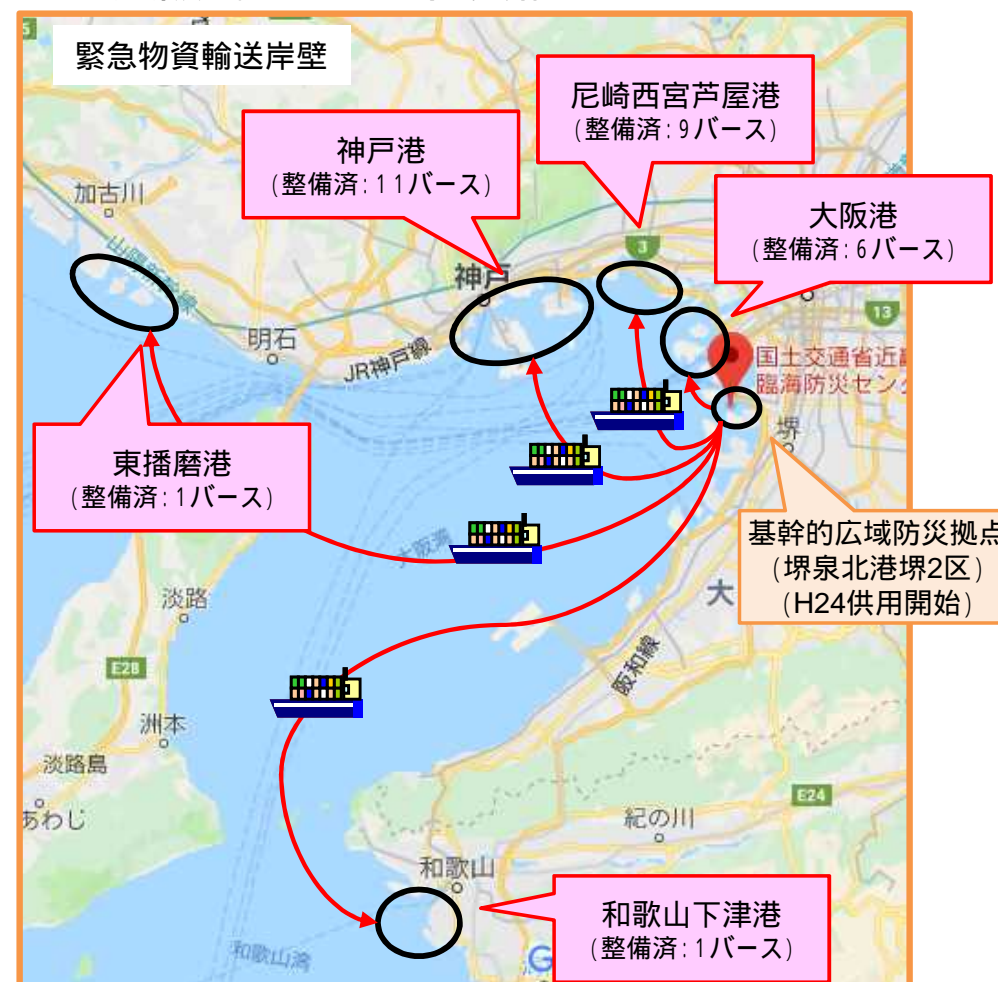 緊急物資輸送岸壁
尼崎西宮芦屋港
(整備済:9バース)
神戸港
(整備済:11バース)
大阪港
(整備済:6バース)
加古川
3
神戸
13
明石
JR神戸線
国土交通省近畿
臨海防災セン
堺
東播磨港
(整備済:1バース)
基幹的広域防災拠点
(堺泉北港堺2区)
(H24供用開始)
大阪湾
淡路
大
E28
阪和線
洲本
淡路島
あわじ
E24
紀の川
和歌山
和歌山下津港
(整備済:1バース)
和歌山湾
G